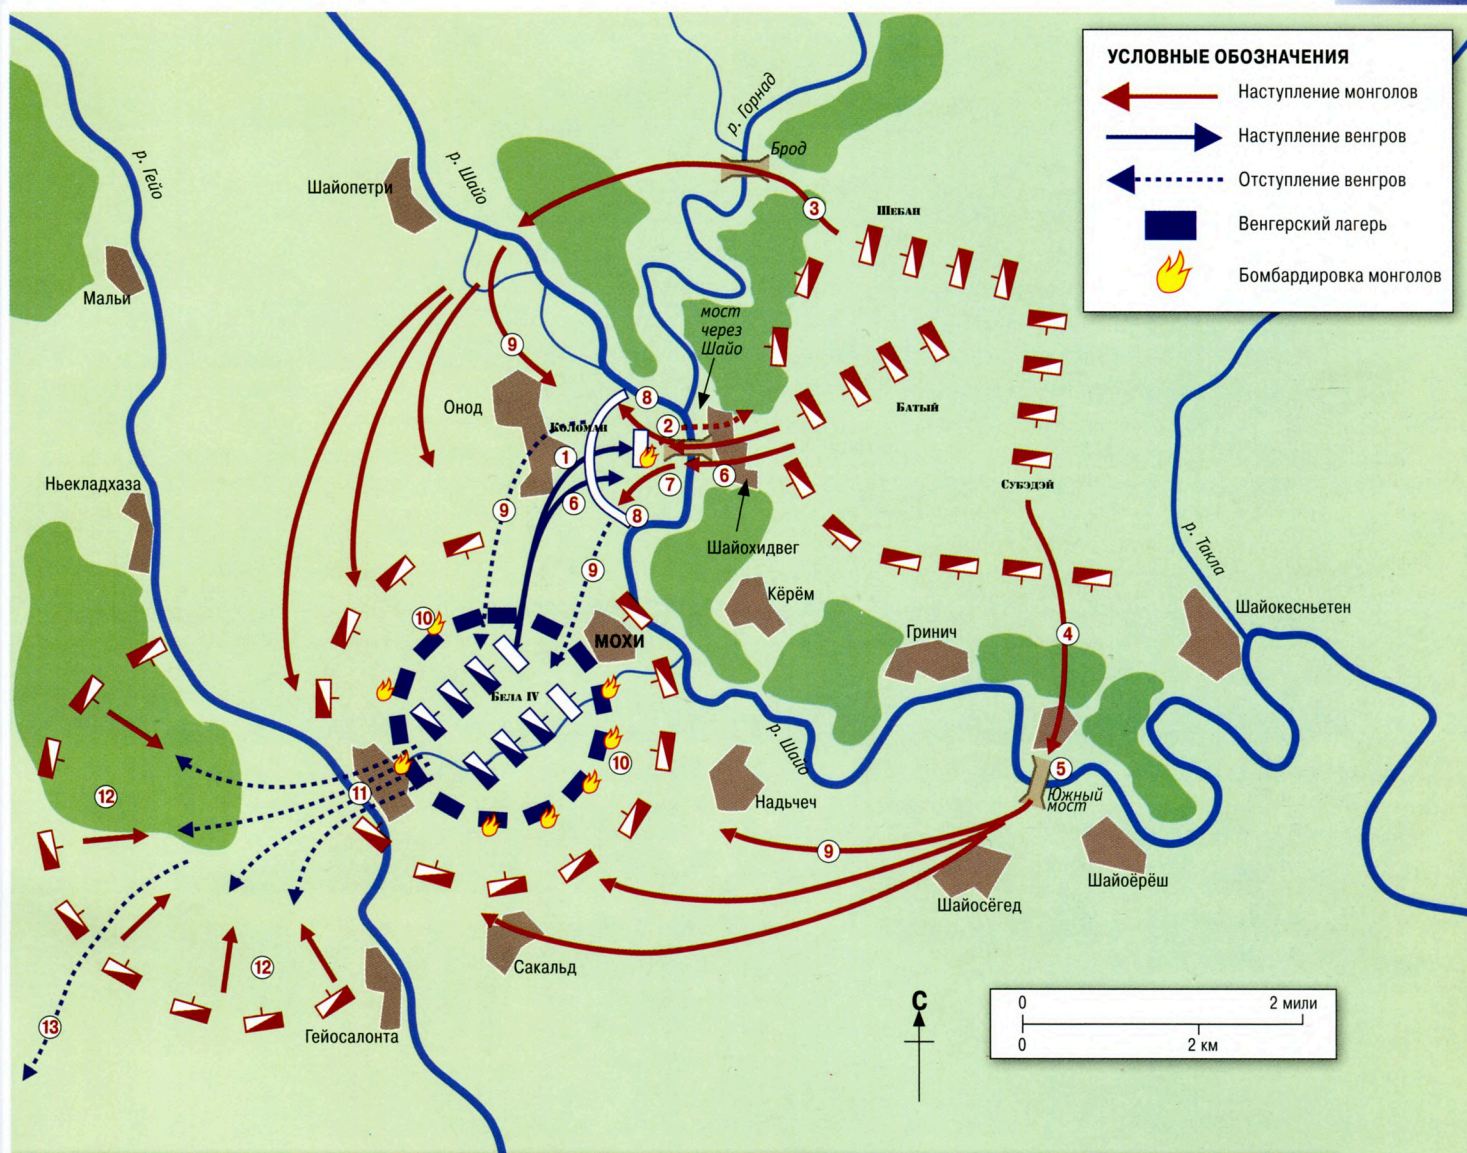 УСЛОВНЫЕ ОБОЗНАЧЕНИЯ
Наступление монголов
Наступление венгров
Отступление венгров
Венгерский лагерь
Бомбардировка монголов
р. Гейо
р. Шайо
р. Горнад
Брод
Шайопетри
3
Шебан
Мальи
мост
через
Шайо
9
8
Онод
Коломан
2
Батый
1
6
7
6
Ньекладхаза
9
8
Субэдэй
Шайохидвег
р. Такла
9
Кёрём
10
МОХИ
Гринич
4
Шайокесньетен
Бела IV
р. Шайо
10
5
11
12
Надьчеч
Южный
мост
9
Шайоёрёш
Шайосёгед
12
Сакальд
13
Гейосалонта
С
0
2 мили
0
2 км